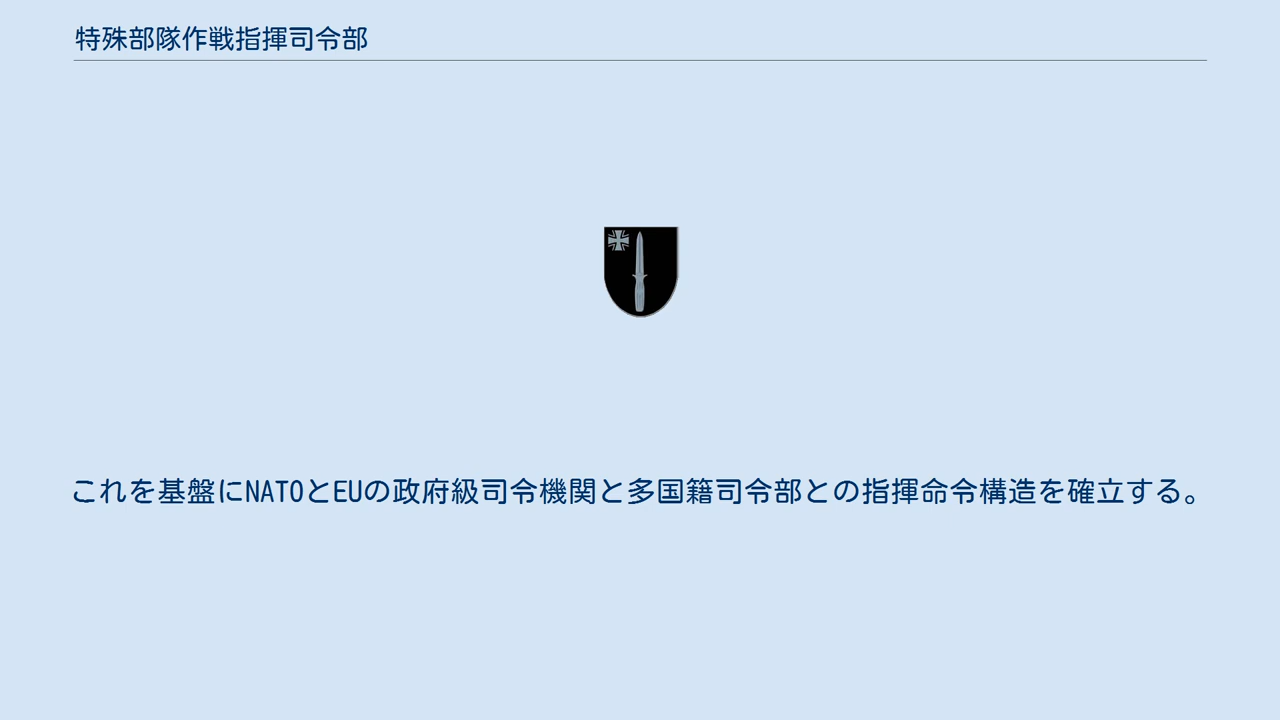 特殊部隊作戦指揮司令部
これを基盤にNATOとEUの政府級司令機関と多国籍司令部との指揮命令構造を確立する。